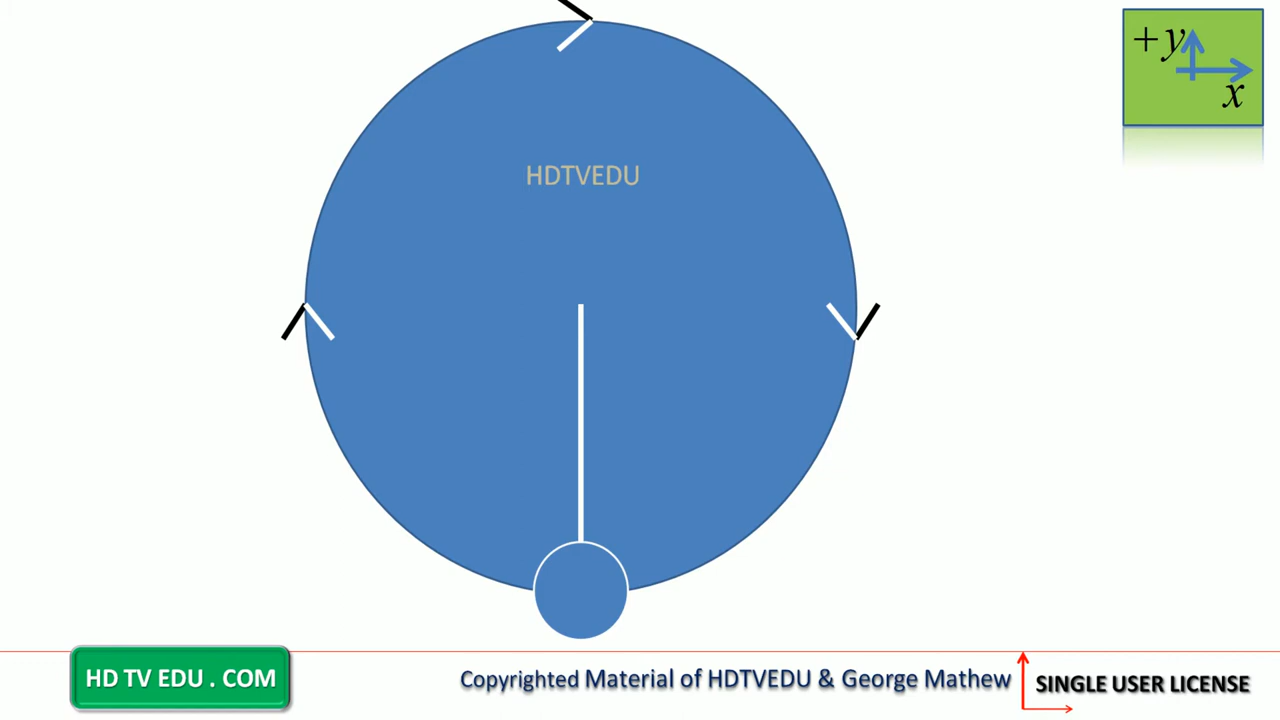 +y
x
HDTVEDU
HD TV EDU . COM
Copyrighted Material of HDTVEDU & George Mathew
SINGLE USER LICENSE